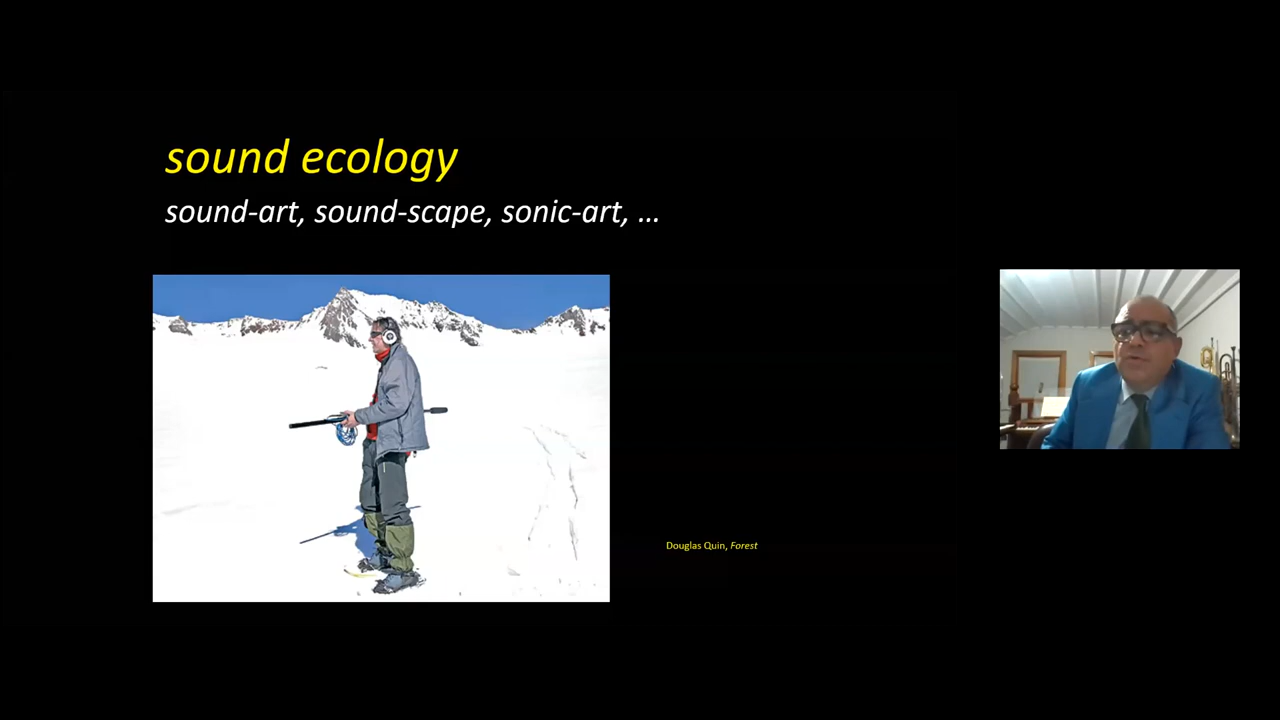 sound ecology
sound-art, sound-scape, sonic-art, ...
Douglas Quin, Forest